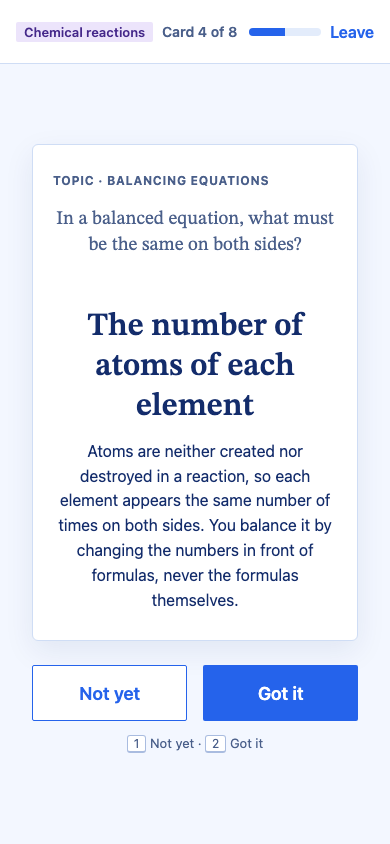 Chemical reactions
Card 4 of 8
Leave
TOPIC · BALANCING EQUATIONS
In a balanced equation, what must
be the same on both sides?
The number of
atoms of each
element
Atoms are neither created nor
destroyed in a reaction, so each
element appears the same number of
times on both sides. You balance it by
changing the numbers in front of
formulas, never the formulas
themselves.
Not yet
Got it
1 Not yet · 2 Got it